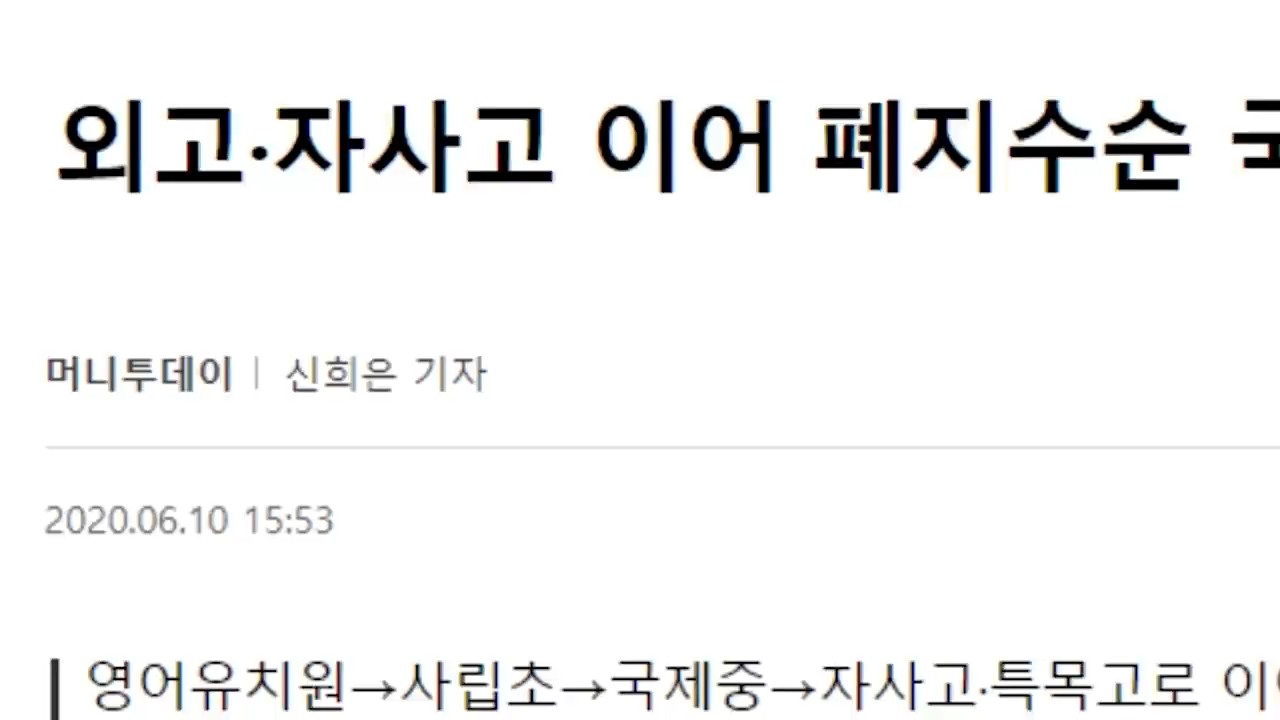 외고·자사고 이어 폐지수순
머니투데이 | 신희은 기자
2020.06.10 15:53
영어유치원→사립초→국제중→자사고·특목고로